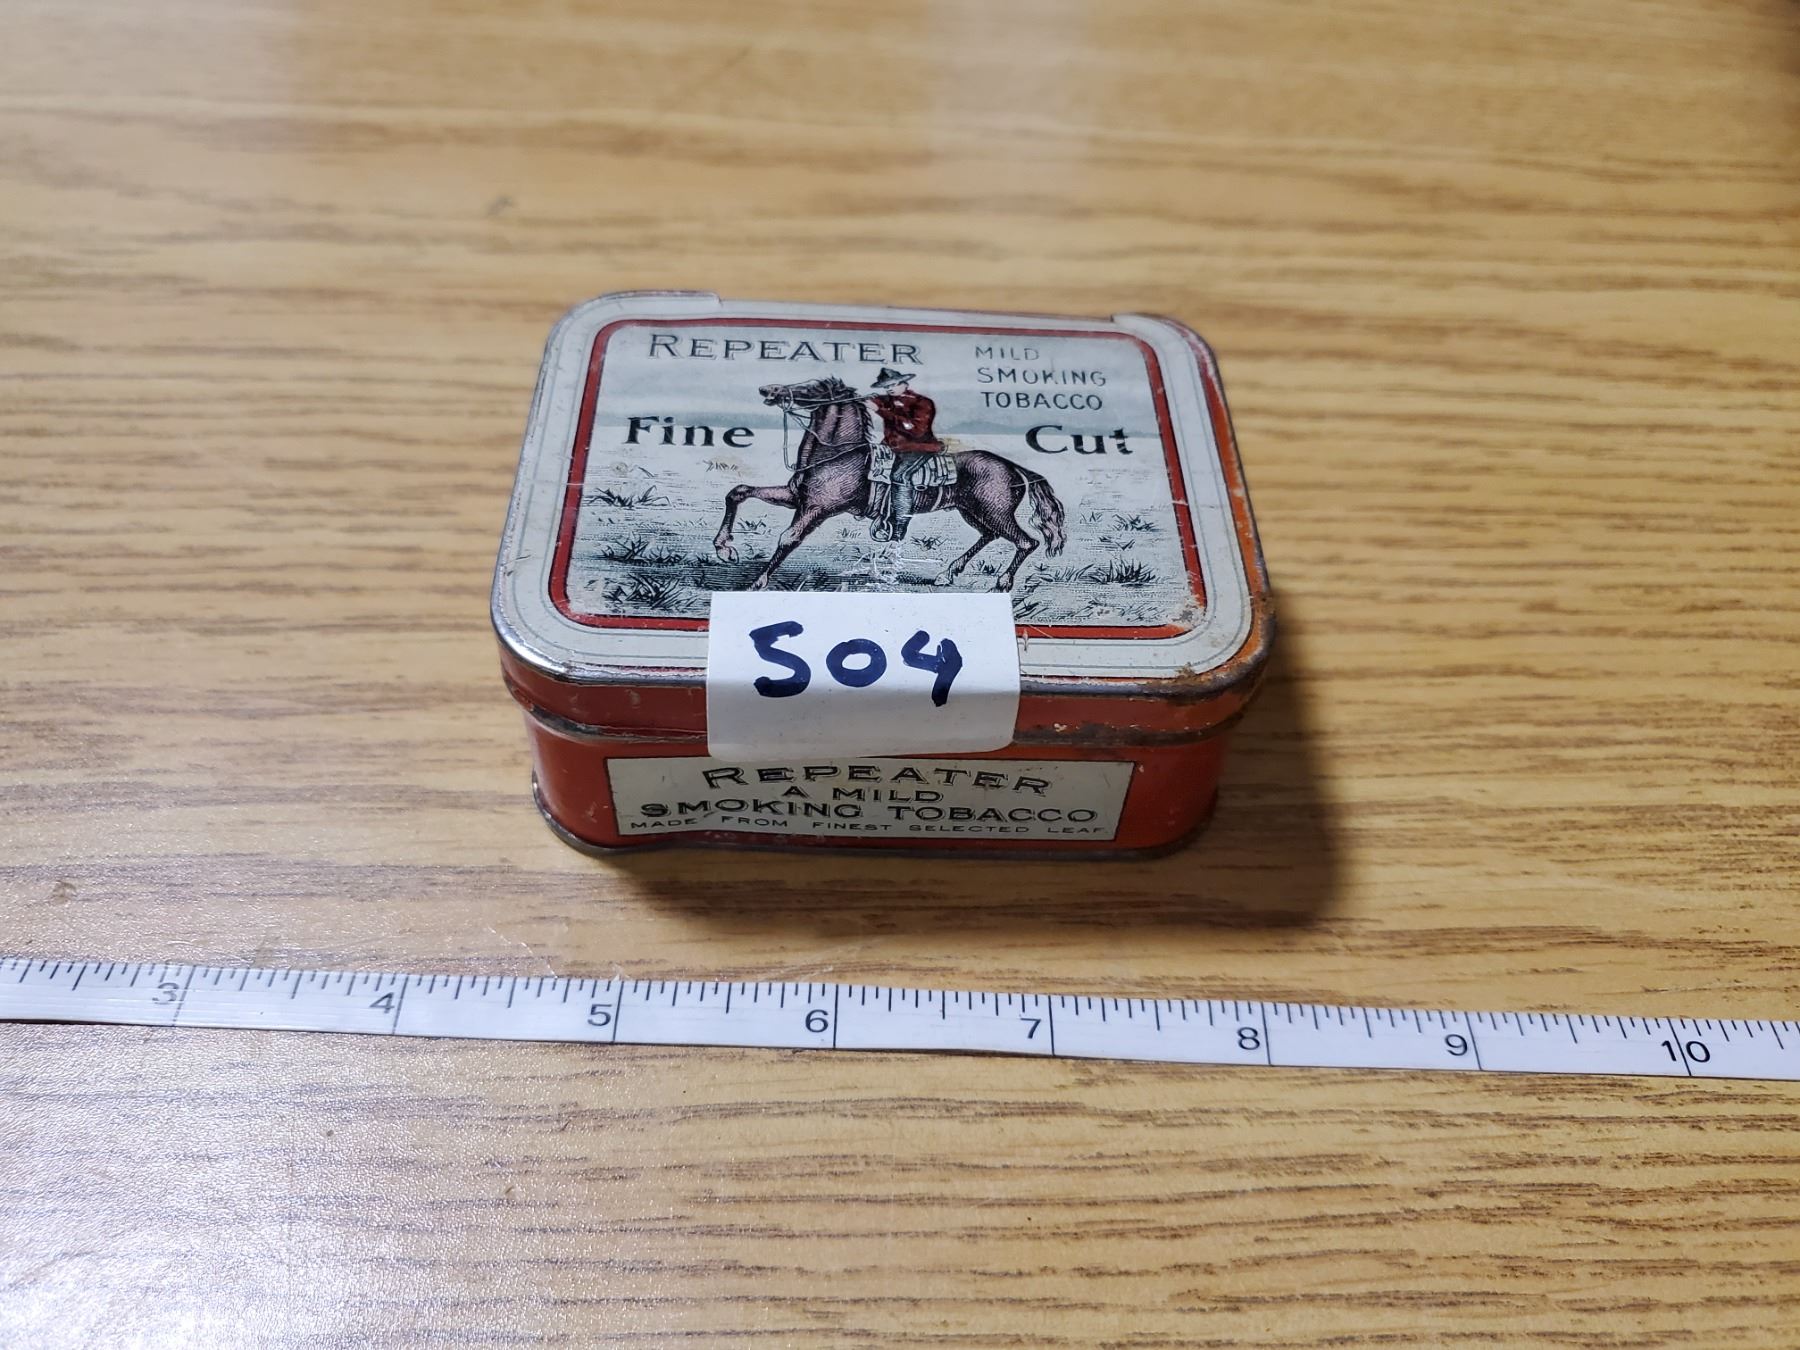 REPEATER
MILD
SMOKING
TOBACCO
Fine Cut
504
REPEATER
A MILD
SMOKING TOBACCO
MADE FROM FINEST SELECTED LEAF
3 4 5 6 7 8 9 10